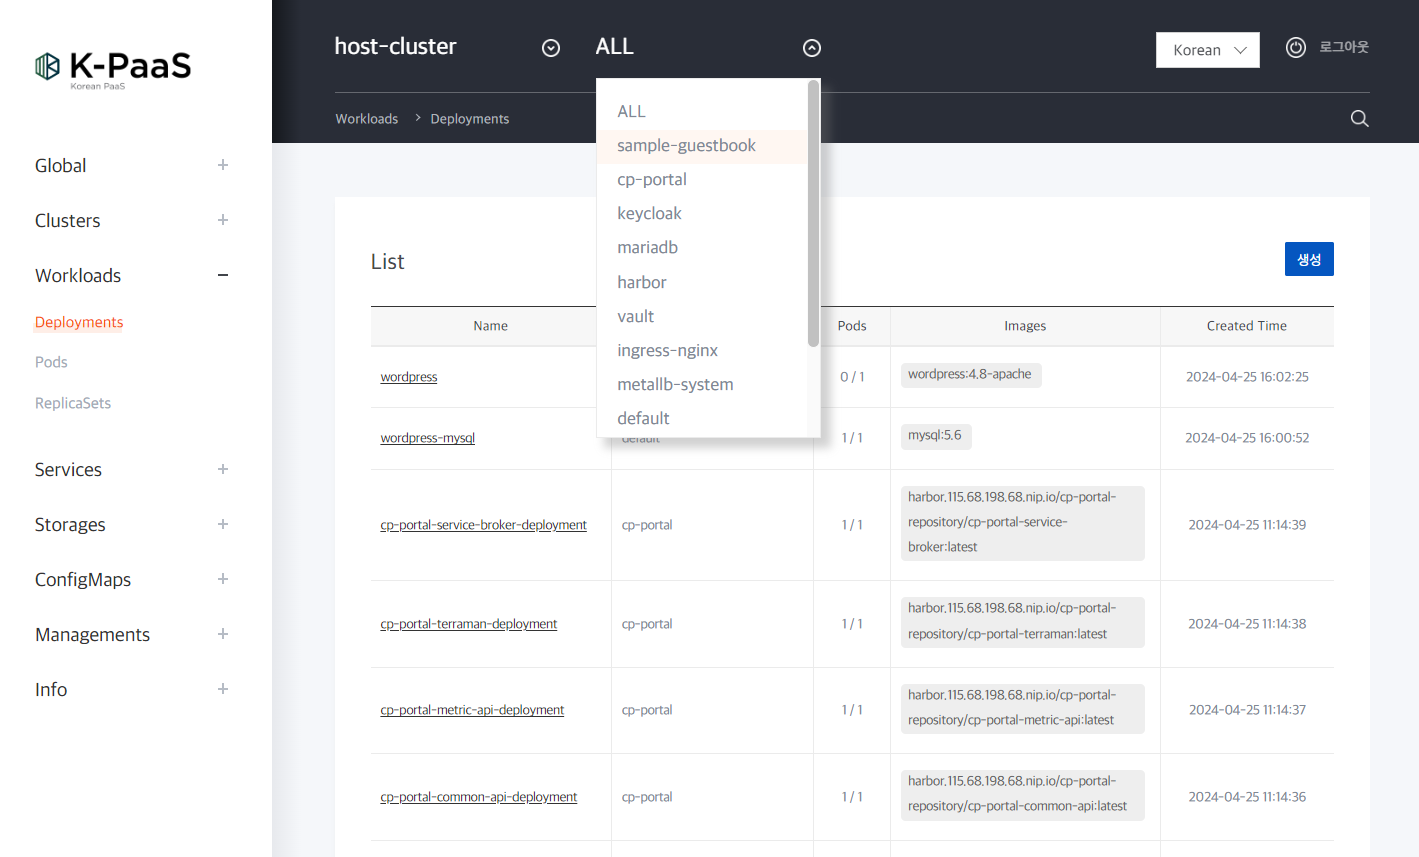 K-PaaS
Korean PaaS
host-cluster
ALL
Korean
로그아웃
Workloads > Deployments
ALL
sample-guestbook
cp-portal
keycloak
mariadb
harbor
vault
ingress-nginx
metallb-system
default
Global
Clusters
Workloads
Deployments
Pods
ReplicaSets
Services
Storages
ConfigMaps
Managements
Info
List
생성
Name Pods Images Created Time
wordpress 0 / 1 wordpress:4.8-apache 2024-04-25 16:02:25
wordpress-mysql default 1 / 1 mysql:5.6 2024-04-25 16:00:52
cp-portal-service-broker-deployment cp-portal 1 / 1 harbor.115.68.198.68.nip.io/cp-portal-
repository/cp-portal-service-
broker:latest 2024-04-25 11:14:39
cp-portal-terraman-deployment cp-portal 1 / 1 harbor.115.68.198.68.nip.io/cp-portal-
repository/cp-portal-terraman:latest 2024-04-25 11:14:38
cp-portal-metric-api-deployment cp-portal 1 / 1 harbor.115.68.198.68.nip.io/cp-portal-
repository/cp-portal-metric-api:latest 2024-04-25 11:14:37
cp-portal-common-api-deployment cp-portal 1 / 1 harbor.115.68.198.68.nip.io/cp-portal-
repository/cp-portal-common-api:latest 2024-04-25 11:14:36